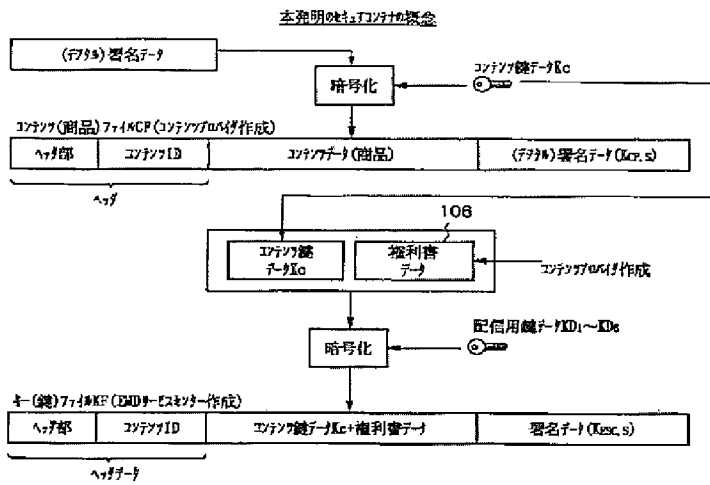 本発明のセキュアコンテナの概念
(デジタル)署名データ
暗号化
コンテンツ鍵データKc
コンテンツ(商品)ファイルCF(コンテンツプロバイダ作成)
ヘッダ部
コンテンツID
コンテンツデータ(商品)
(デジタル)署名データ(KCP,S)
ヘッダ
106
コンテンツ鍵
データKc
権利書
データ
コンテンツプロバイダ作成
暗号化
配信用鍵データKD1〜KD6
キー(鍵)ファイルKF(EMDサービスセンター作成)
ヘッダ部
コンテンツID
コンテンツ鍵データKc+権利書データ
署名データ(KESC,S)
ヘッダデータ